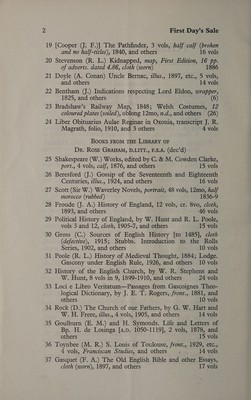 2 First Day's Sale
19 [Cooper (J. F.)] The Pathfinder, 3 vols, half calf (broken
and no half-titles), 1840, and others 16 vols
20 Stevenson (R. L.) Kidnapped, map, First Edition, 16 pp.
of adverts. dated 4.86, cloth (worn) 1886
21 Doyle (A. Conan) Uncle Bernac, illus., 1897, etc., 5 vols,
and others 14 vols
22 Bentham (J.) Indications respecting Lord Eldon, wrapper,
1825, and others (6)
23 Bradshaw's Railway Map, 1848; Welsh Costumes, 12
coloured plates (soiled), oblong 12mo, n.d., and others (26)
24 Liber Obituarius Aulae Reginae in Oxonia, transcript J. R.
Magrath, folio, 1910, and others 3 vols
Books from the Library of
Dr. Rose Graham, d.litt., f.s.a. (dec'd)
25 Shakespeare (W.) Works, edited by C. & M. Cowden Clarke,
port., 4 vols, calf, 1876, and others 15 vols
26 Beresford (J.) Gossip of the Seventeenth and Eighteenth
Centuries, illus., 1924, and others 16 vols
27 Scott (Sir W.) Waverley Novels, portrait, 48 vols, 12mo, half
morocco (rubbed) 1836-9
28 Froude (J. A.) History of England, 12 vols, cr. 8vo, cloth,
1893, and others 46 vols
29 Political History of England, by W. Hunt and R. L. Poole,
vols 3 and 12, cloth, 1905-7, and others 15 vols
30 Gross (C.) Sources of English History [to 1485], cloth
(defective), 1915; Stubbs. Introduction to the Rolls
Series, 1902, and others 10 vols
31 Poole (R. L.) History of Medieval Thought, 1884; Lodge.
Gascony under English Rule, 1926, and others 10 vols
32 History of the English Church, by W. R. Stephens and
W. Hunt, 8 vols in 9, 1899-1910, and others 24 vols
33 Loci e Libro Veritatum—Passages from Gascoignes Theo-
logical Dictionary, by J. E. T. Rogers, front., 1881, and
others 10 vols
34 Rock (D.) The Church of our Fathers, by G. W. Hart and
W. H. Frere, illus., 4 vols, 1905, and others 14 vols
35 Goulburn (E. M.) and H. Symonds. Life and Letters of
Bp. H. de Losinga [a.d. 1050-1119], 2 vols, 1878, and
others 15 vols
36 Toynbee (M. R.) S. Louis of Toulouse, front., 1929, etc.,
4 vols, Franciscan Studies, and others 14 vols
37 Gasquet (F. A.) The Old English Bible and other Essays,
cloth (worn), 1897, and others 17 vols